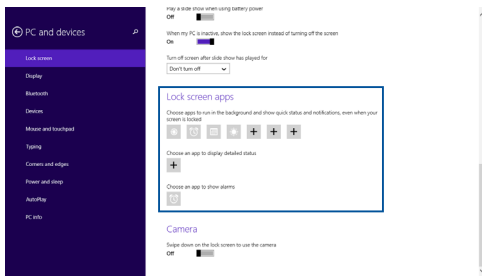 Play a slide show when using battery power
Off
PC and devices
When my PC is inactive, show the lock screen instead of turning off the screen
On
Lock screen
Turn off screen after slide show has played for
Don't turn off
Display
Bluetooth
Devices
Mouse and touchpad
Typing
Corners and edges
Power and sleep
AutoPlay
PC info
Lock screen apps
Choose apps to run in the background and show quick status and notifications, even when your
screen is locked
Choose an app to display detailed status
Choose an app to show alarms
Camera
Swipe down on the lock screen to use the camera
Off